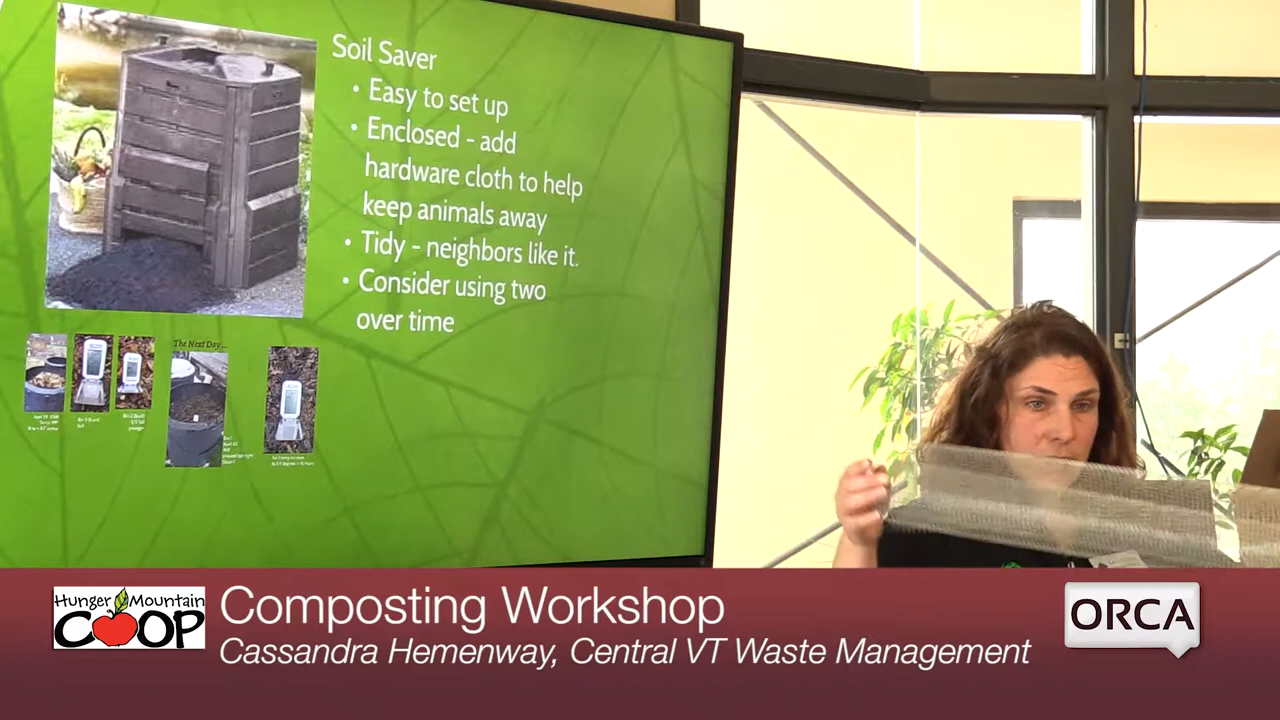 Soil Saver
• Easy to set up
• Enclosed - add
hardware cloth to help
keep animals away
• Tidy - neighbors like it.
• Consider using two
over time
The Next Day...
Hunger Mountain
COOP
Composting Workshop
Cassandra Hemenway, Central VT Waste Management
ORCA